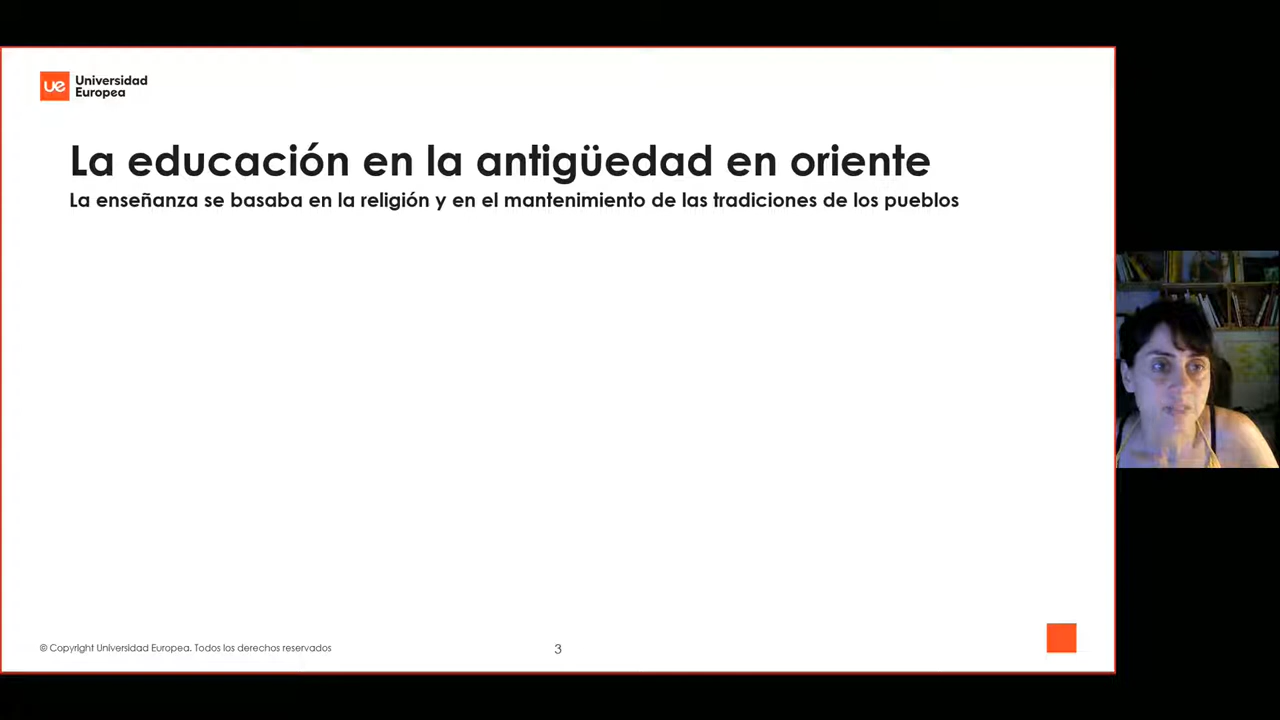 ue Universidad
Europea
La educación en la antigüedad en oriente
La enseñanza se basaba en la religión y en el mantenimiento de las tradiciones de los pueblos
© Copyright Universidad Europea. Todos los derechos reservados
3